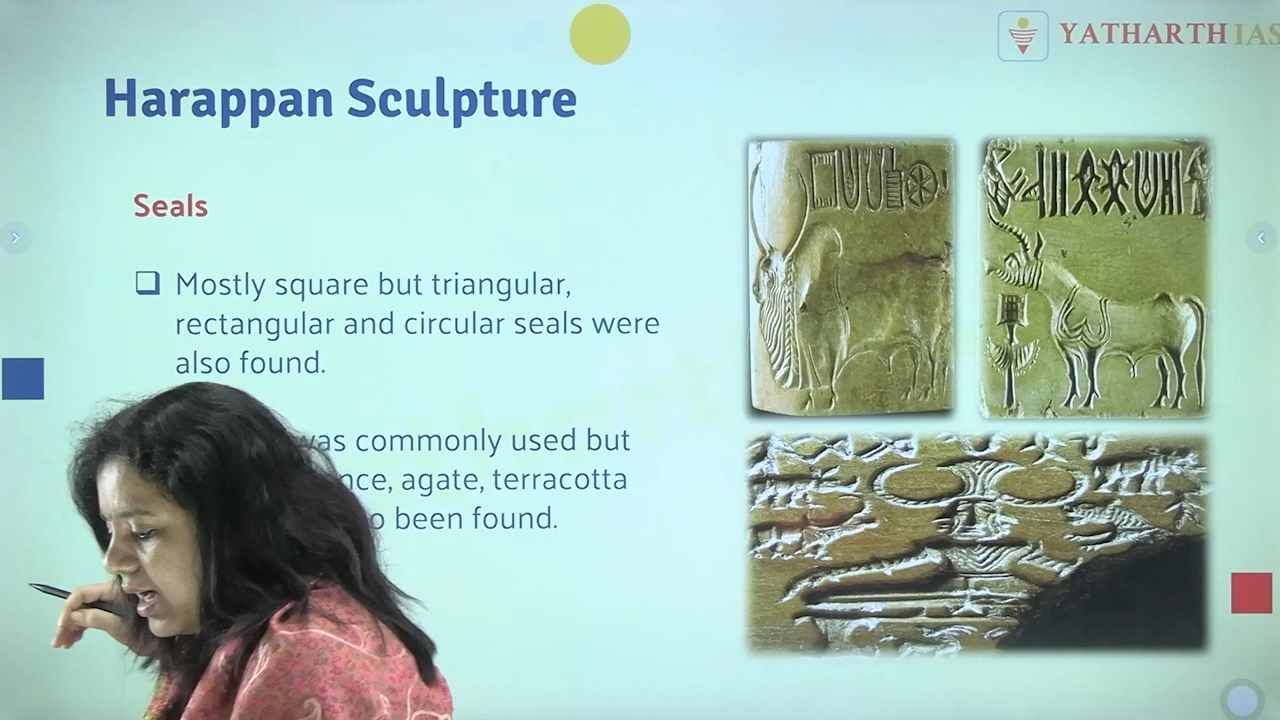 YATHARTH IAS
Harappan Sculpture
Seals
Mostly square but triangular,
rectangular and circular seals were
also found.
was commonly used but
agate, terracotta
been found.